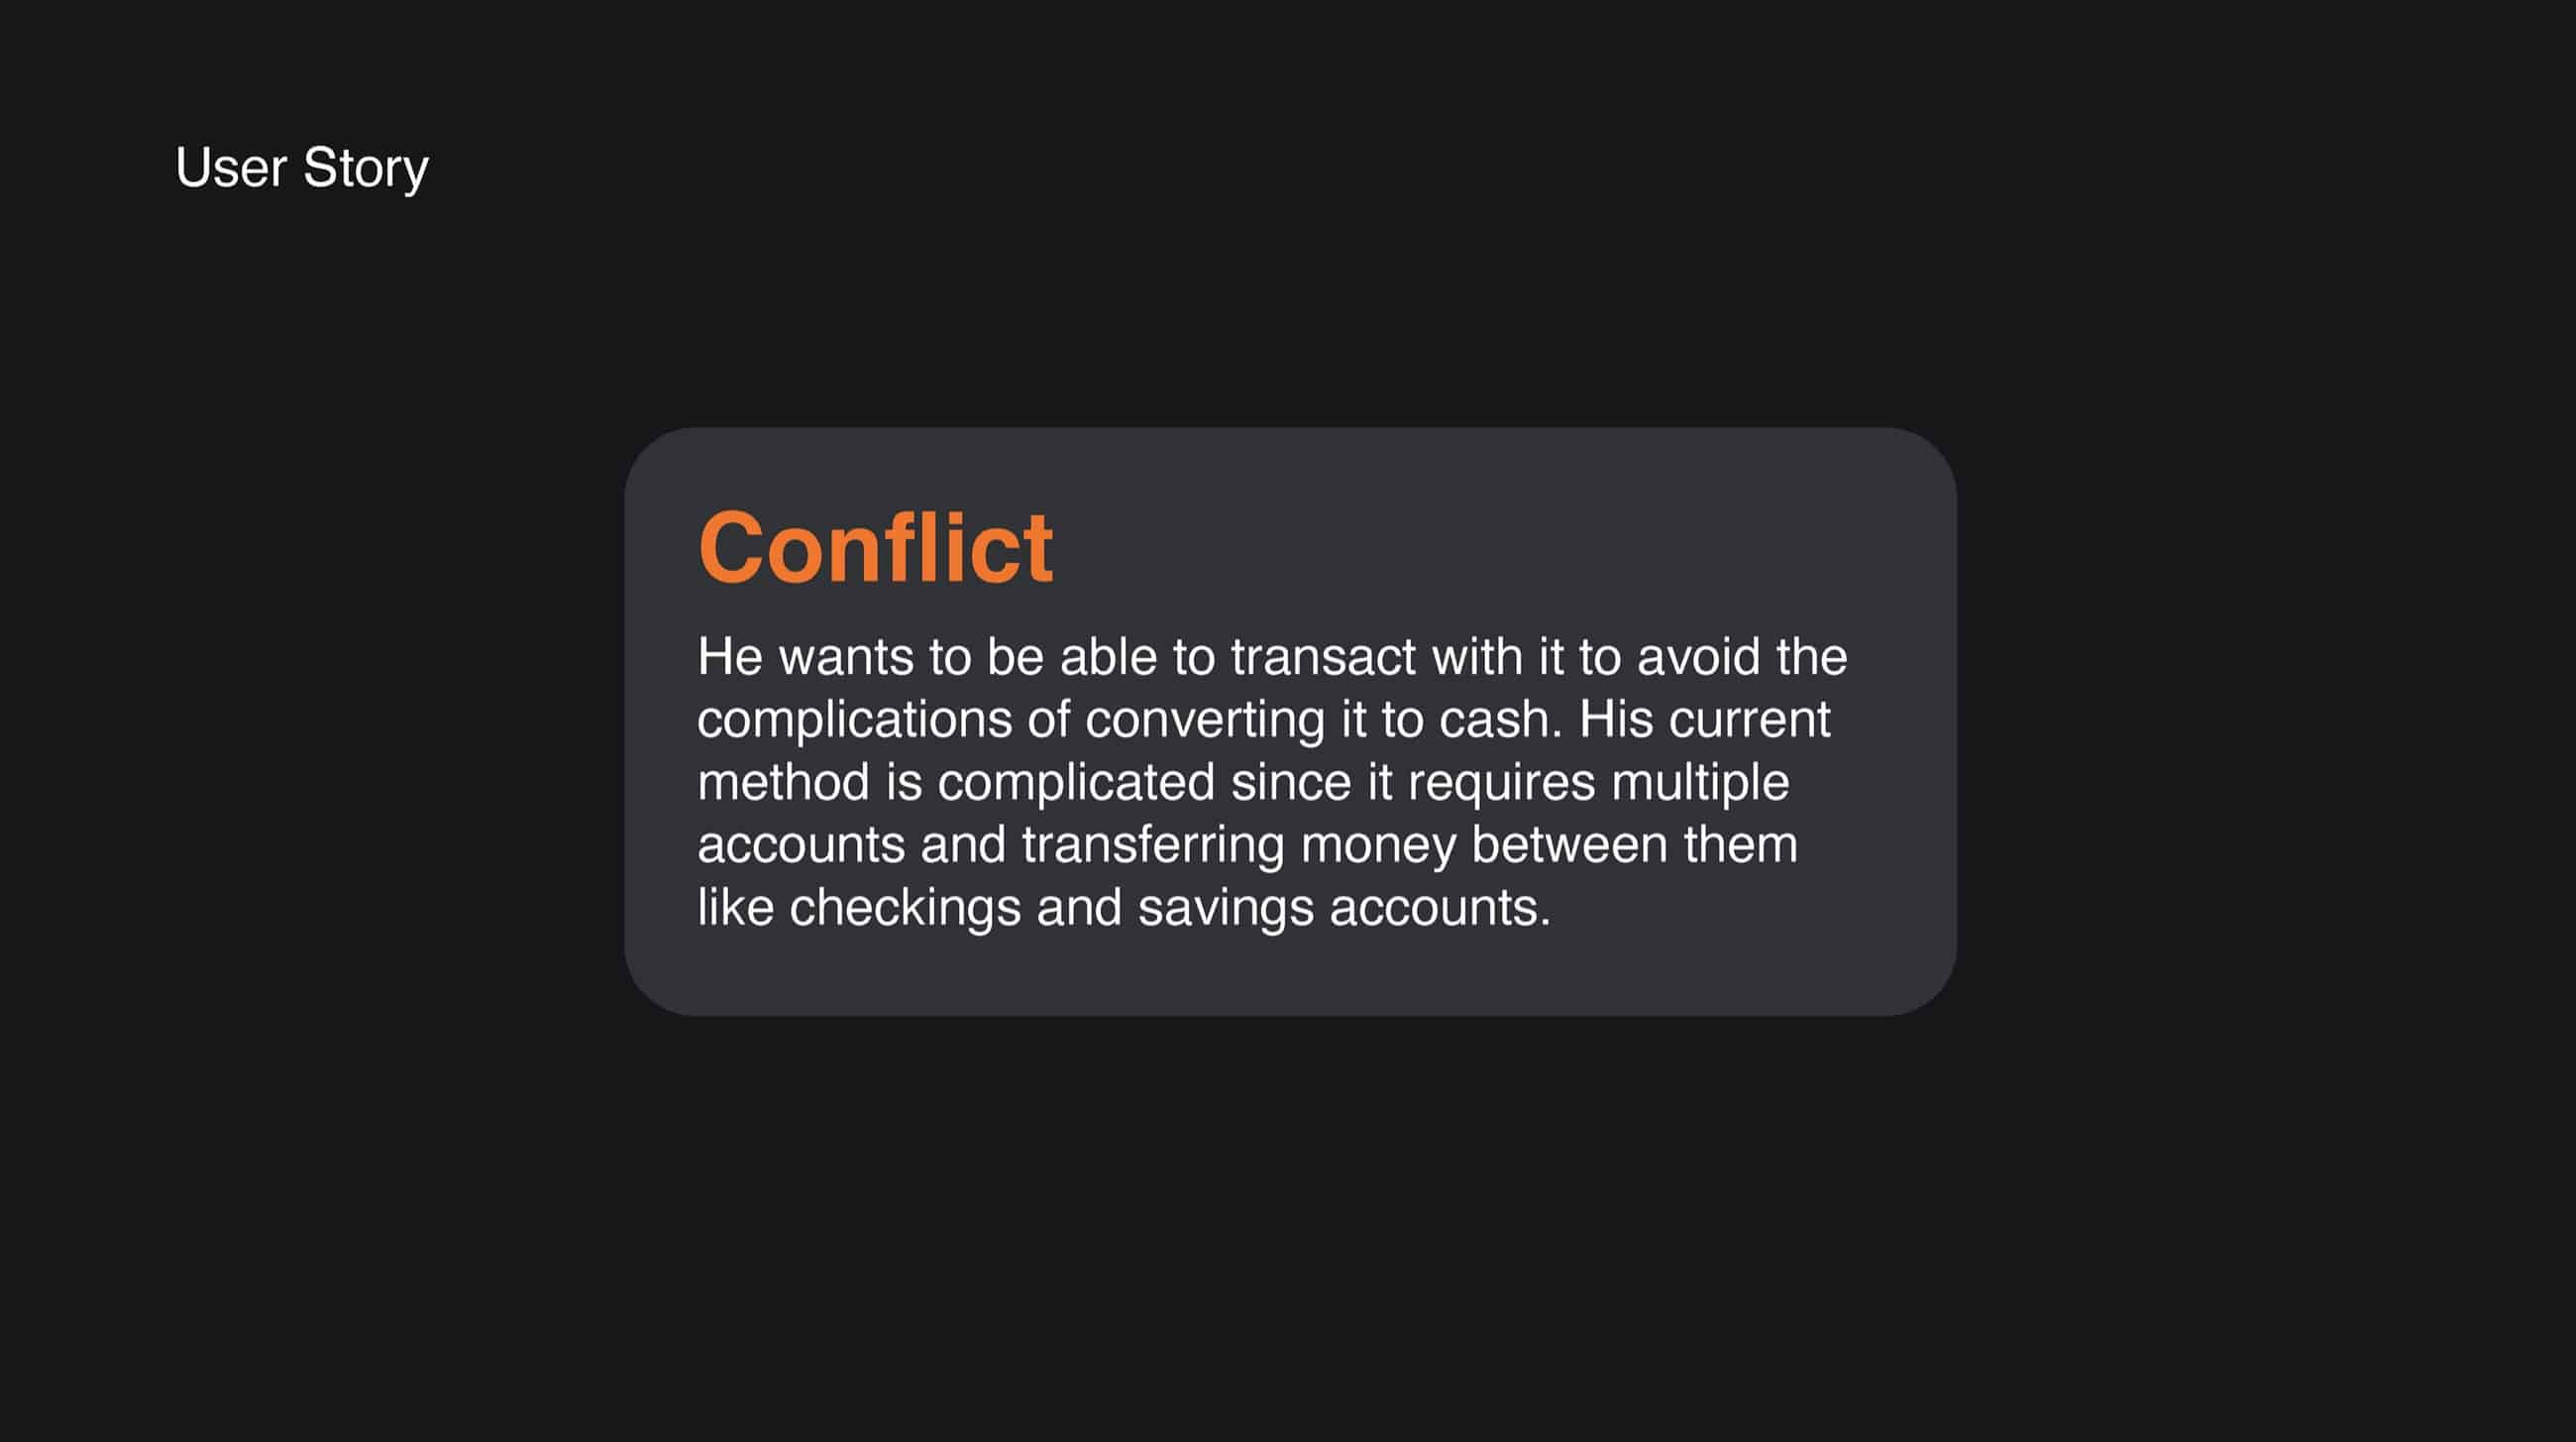 User Story
Conflict
He wants to be able to transact with it to avoid the
complications of converting it to cash. His current
method is complicated since it requires multiple
accounts and transferring money between them
like checkings and savings accounts.